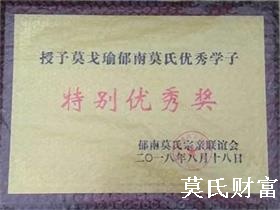 授予莫戈瑜郁南莫氏优秀学子
特别优秀奖
郁南莫氏宗亲联谊会
二〇一八年八月十八日
莫氏财富